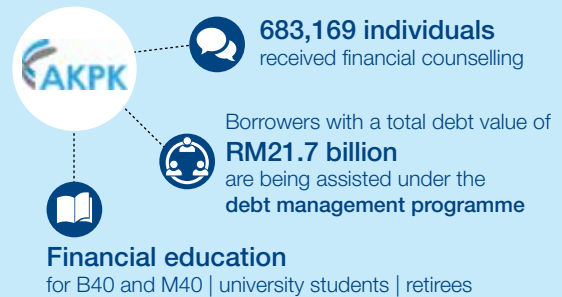 AKPK
683,169 individuals
received financial counselling
Borrowers with a total debt value of
RM21.7 billion
are being assisted under the
debt management programme
Financial education
for B40 and M40 | university students | retirees